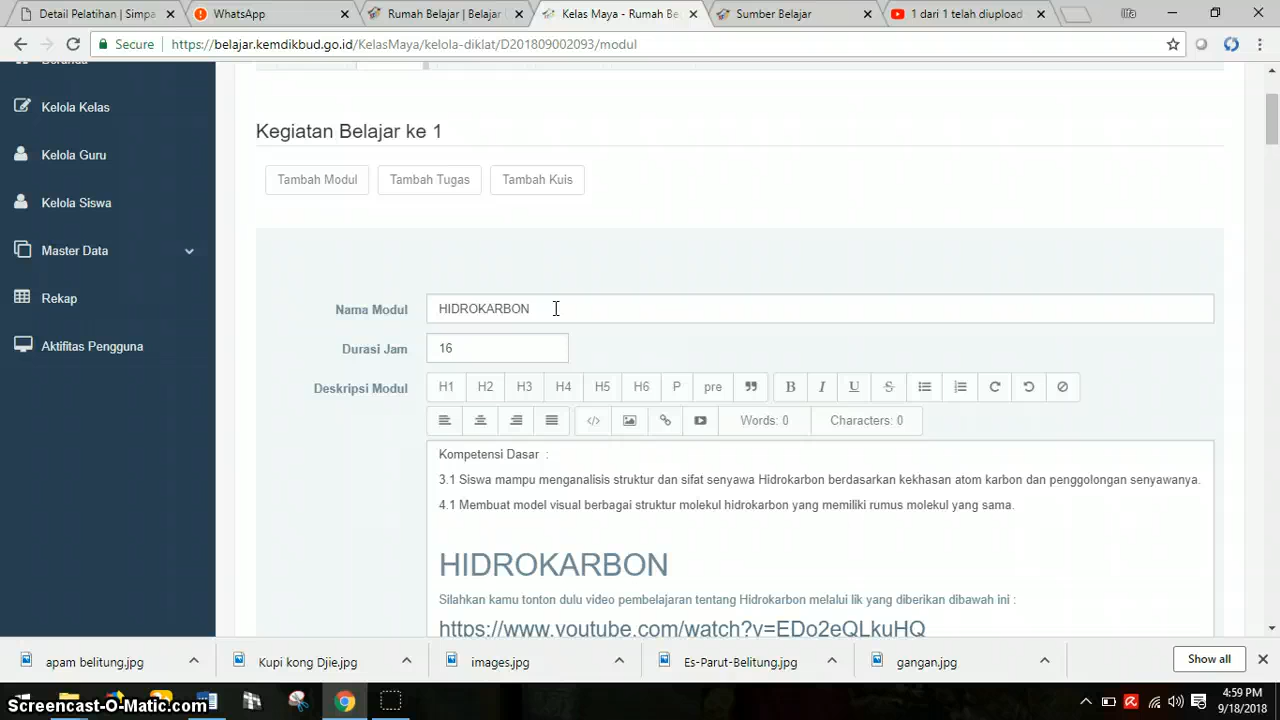 Detail Pelatihan | Simpa
WhatsApp
Rumah Belajar | Belajar
Kelas Maya - Rumah Be
Sumber Belajar
1 dari 1 telah diupload
Secure
https://belajar.kemdikbud.go.id/KelasMaya/kelola-diklat/D201809002093/modul
Beranda
Kelola Kelas
Kelola Guru
Kelola Siswa
Master Data
Rekap
Aktifitas Pengguna
Kegiatan Belajar ke 1
Tambah Modul Tambah Tugas Tambah Kuis
Nama Modul HIDROKARBON
Durasi Jam 16
Deskripsi Modul H1 H2 H3 H4 H5 H6 P pre B I U S
Words: 0 Characters: 0
Kompetensi Dasar :
3.1 Siswa mampu menganalisis struktur dan sifat senyawa Hidrokarbon berdasarkan kekhasan atom karbon dan penggolongan senyawanya.
4.1 Membuat model visual berbagai struktur molekul hidrokarbon yang memiliki rumus molekul yang sama.
HIDROKARBON
Silahkan kamu tonton dulu video pembelajaran tentang Hidrokarbon melalui lik yang diberikan dibawah ini :
https://www.youtube.com/watch?v=EDo2eQLkuHQ
apam belitung.jpg
Kupi kong Djie.jpg
images.jpg
Es-Parut-Belitung.jpg
gangan.jpg
Show all
4:59 PM
9/18/2018
Screencast-O-Matic.com